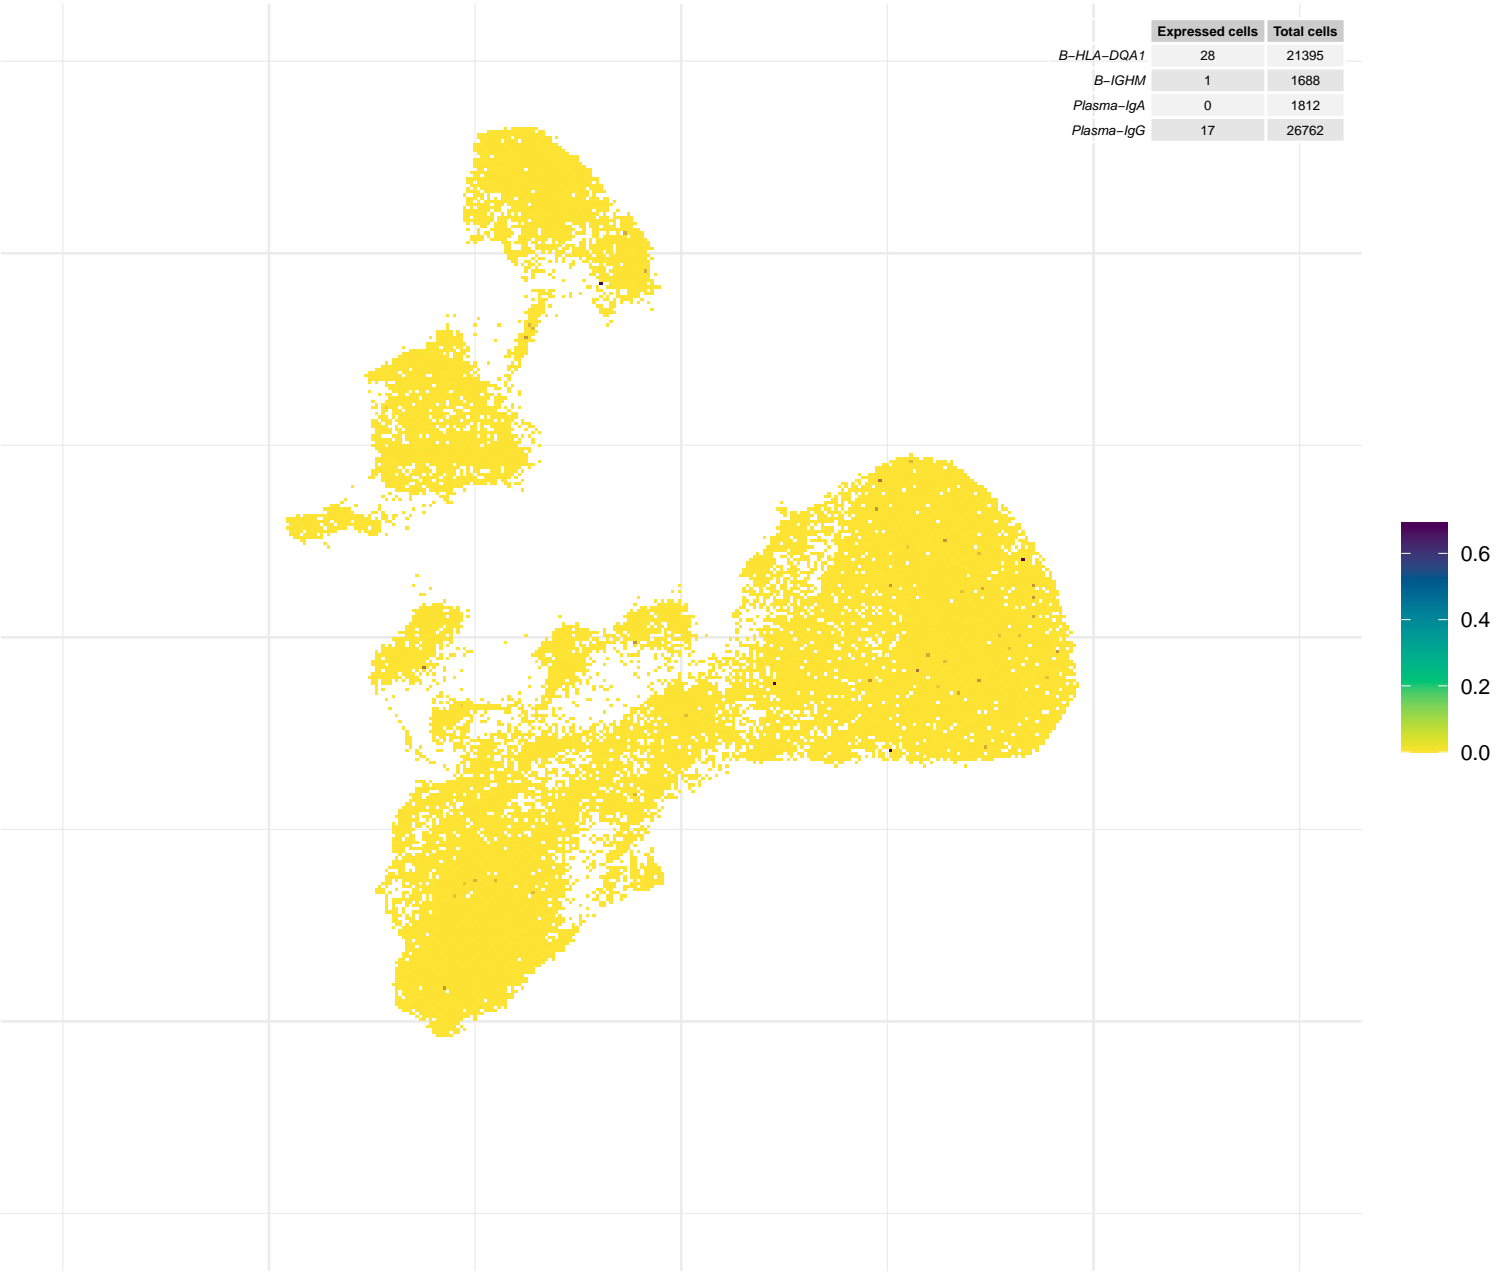 Expressed cells Total cells
B−HLA−DQA1 28 21395
B−IGHM 1 1688
Plasma−IgA 0 1812
Plasma−IgG 17 26762
0.6
0.4
0.2
0.0